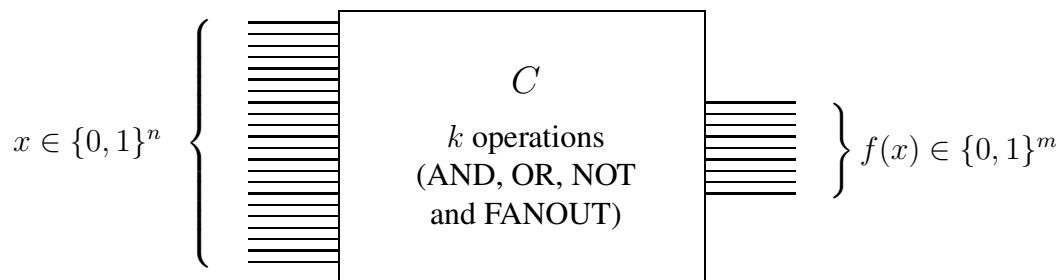 C
x ∈ {0, 1}ⁿ
k operations
(AND, OR, NOT
and FANOUT)
f(x) ∈ {0, 1}ᵐ